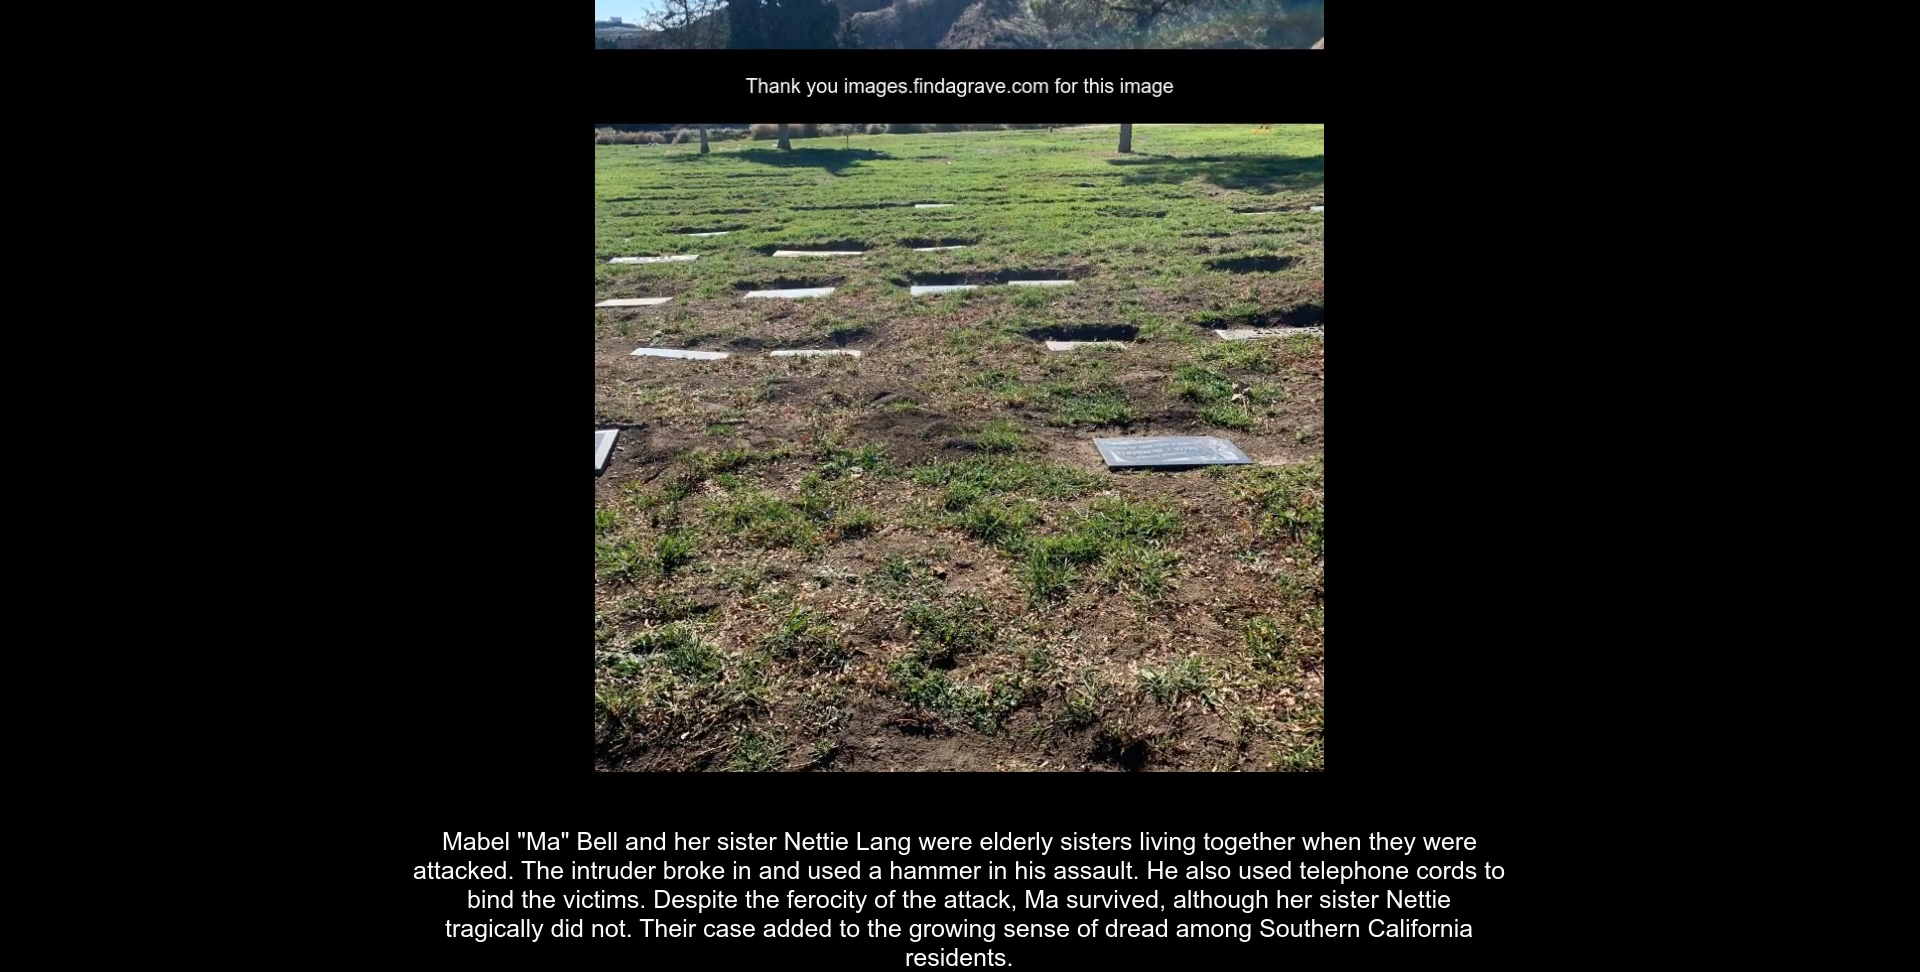 Thank you images.findagrave.com for this image
Mabel "Ma" Bell and her sister Nettie Lang were elderly sisters living together when they were
attacked. The intruder broke in and used a hammer in his assault. He also used telephone cords to
bind the victims. Despite the ferocity of the attack, Ma survived, although her sister Nettie
tragically did not. Their case added to the growing sense of dread among Southern California
residents.